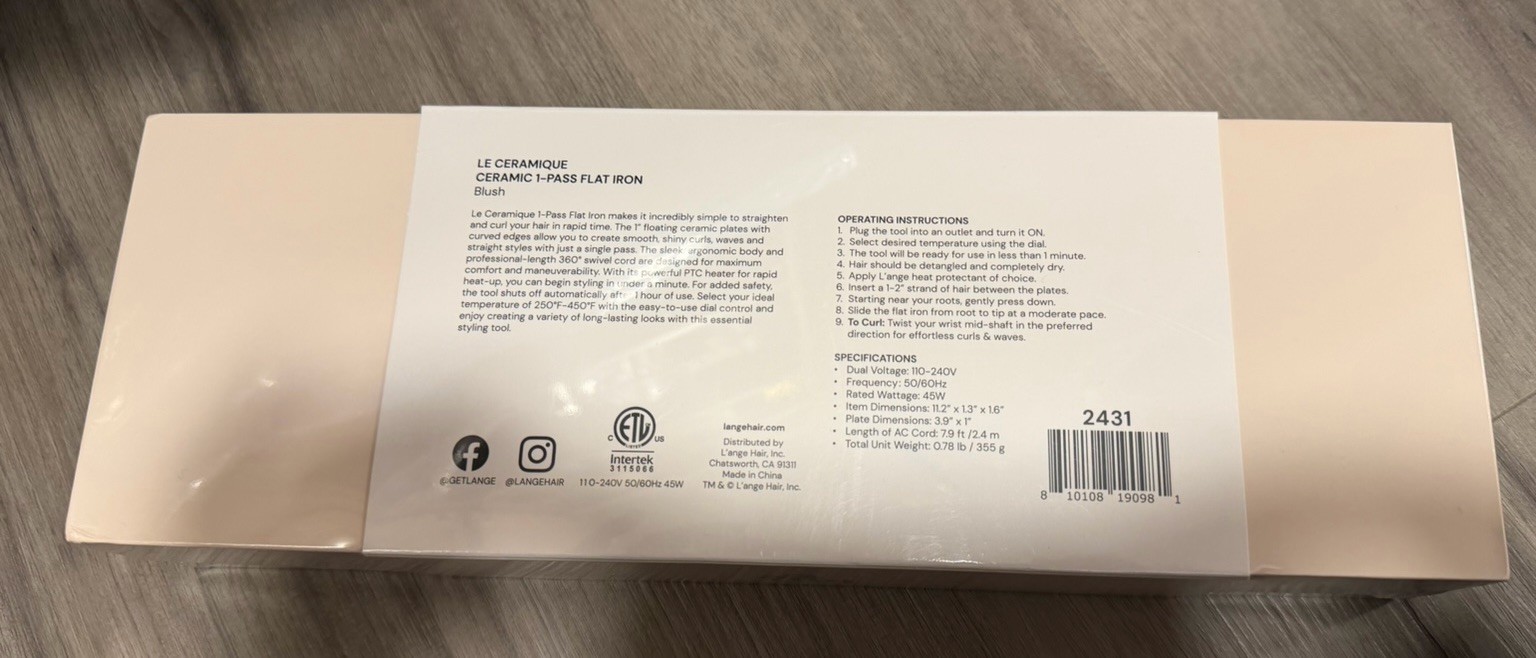 LE CERAMIQUE
CERAMIC 1-PASS FLAT IRON
Blush
Le Ceramique 1-Pass Flat Iron makes it incredibly simple to straighten
and curl your hair in rapid time. The 1" floating ceramic plates with
curved edges allow you to create smooth, shiny curls, waves and
straight styles with just a single pass. The sleek ergonomic body and
professional-length 360° swivel cord are designed for maximum
comfort and maneuverability. With its powerful PTC heater for rapid
heat-up, you can begin styling in under a minute. For added safety,
the tool shuts off automatically after 1 hour of use. Select your ideal
temperature of 250°F-450°F with the easy-to-use dial control and
enjoy creating a variety of long-lasting looks with this essential
styling tool.
@GETLANGE
@LANGEHAIR
C ETL US
Intertek
3115066
110-240V 50/60Hz 45W
langehair.com
Distributed by
L'ange Hair, Inc.
Chatsworth, CA 91311
Made in China
TM & © L'ange Hair, Inc.
OPERATING INSTRUCTIONS
1. Plug the tool into an outlet and turn it ON.
2. Select desired temperature using the dial.
3. The tool will be ready for use in less than 1 minute.
4. Hair should be detangled and completely dry.
5. Apply L'ange heat protectant of choice.
6. Insert a 1-2" strand of hair between the plates.
7. Starting near your roots, gently press down.
8. Slide the flat iron from root to tip at a moderate pace.
9. To Curl: Twist your wrist mid-shaft in the preferred
direction for effortless curls & waves.
SPECIFICATIONS
• Dual Voltage: 110-240V
• Frequency: 50/60Hz
• Rated Wattage: 45W
• Item Dimensions: 11.2" x 1.3" x 1.6"
• Plate Dimensions: 3.9" x 1"
• Length of AC Cord: 7.9 ft /2.4 m
• Total Unit Weight: 0.78 lb / 355 g
2431
8 10108 19098 1